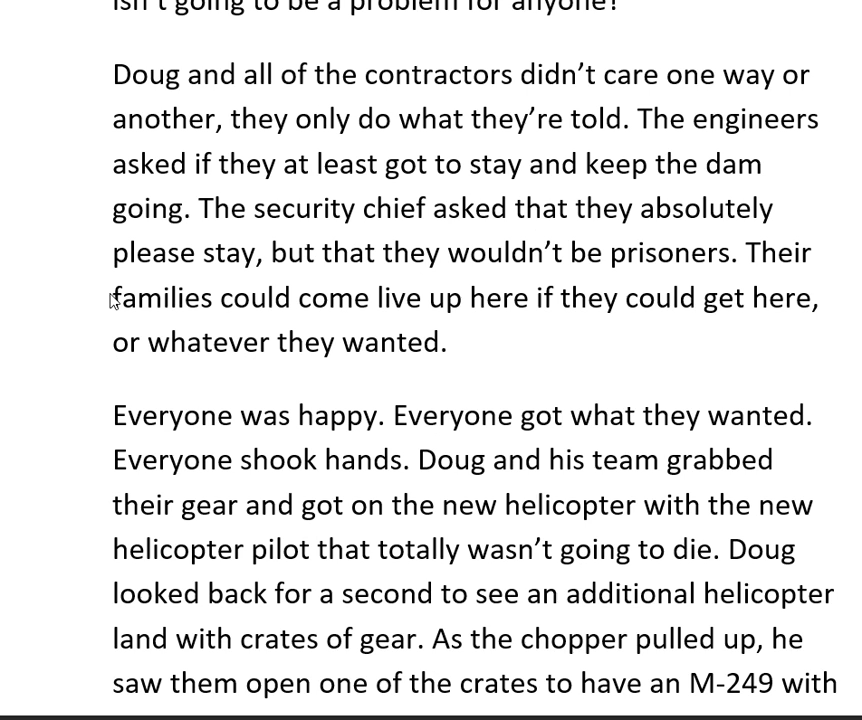 isn't going to be a problem for anyone?
Doug and all of the contractors didn’t care one way or
another, they only do what they’re told. The engineers
asked if they at least got to stay and keep the dam
going. The security chief asked that they absolutely
please stay, but that they wouldn’t be prisoners. Their
families could come live up here if they could get here,
or whatever they wanted.
Everyone was happy. Everyone got what they wanted.
Everyone shook hands. Doug and his team grabbed
their gear and got on the new helicopter with the new
helicopter pilot that totally wasn’t going to die. Doug
looked back for a second to see an additional helicopter
land with crates of gear. As the chopper pulled up, he
saw them open one of the crates to have an M-249 with